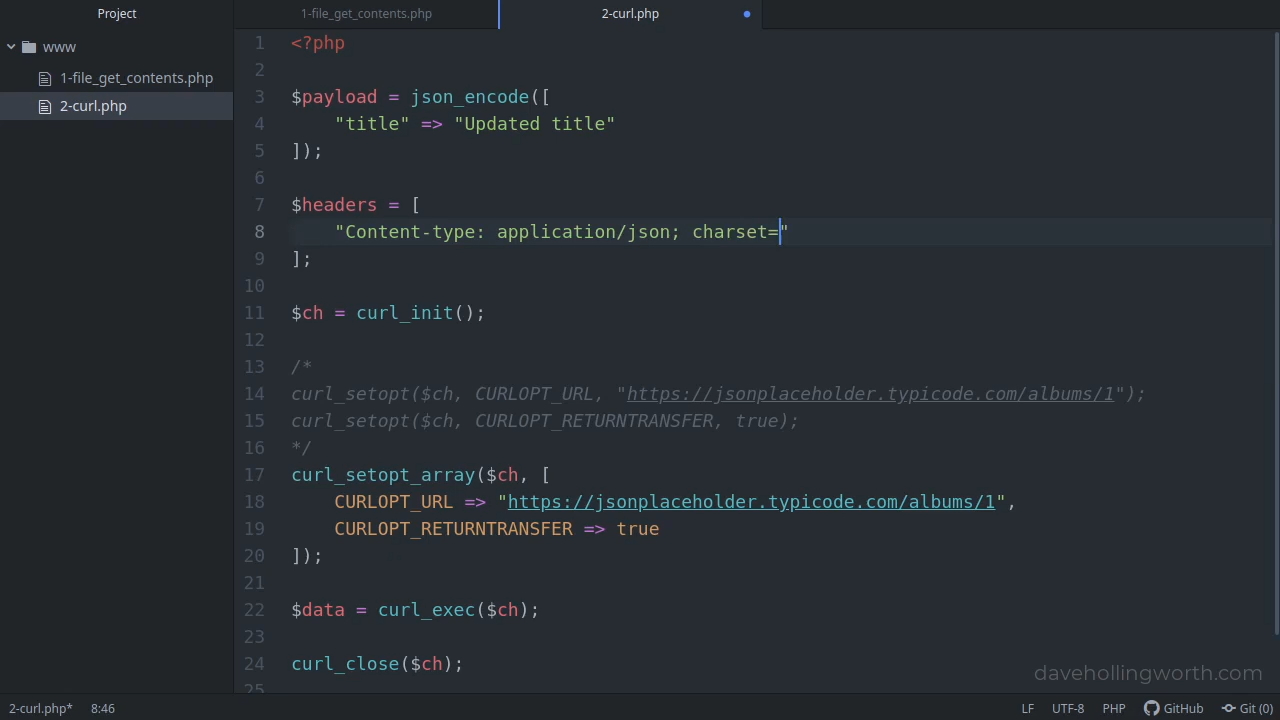 Project
1-file_get_contents.php
2-curl.php
www
1-file_get_contents.php
2-curl.php
1 <?php
2
3 $payload = json_encode([
4     "title" => "Updated title"
5 ]);
6
7 $headers = [
8     "Content-type: application/json; charset="
9 ];
10
11 $ch = curl_init();
12
13 /*
14 curl_setopt($ch, CURLOPT_URL, "https://jsonplaceholder.typicode.com/albums/1");
15 curl_setopt($ch, CURLOPT_RETURNTRANSFER, true);
16 */
17 curl_setopt_array($ch, [
18     CURLOPT_URL => "https://jsonplaceholder.typicode.com/albums/1",
19     CURLOPT_RETURNTRANSFER => true
20 ]);
21
22 $data = curl_exec($ch);
23
24 curl_close($ch);
25
davehollingworth.com
2-curl.php* 8:46 LF UTF-8 PHP GitHub Git (0)